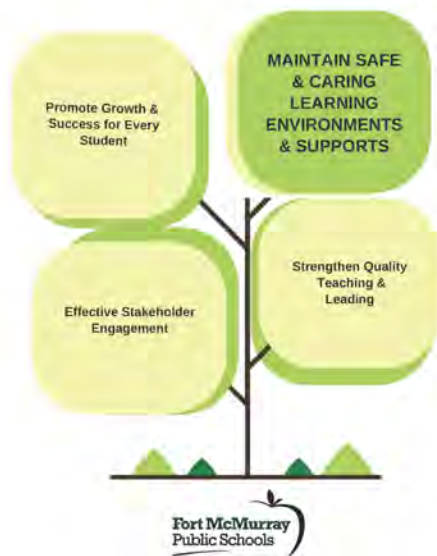 Promote Growth &
Success for Every
Student
MAINTAIN SAFE
& CARING
LEARNING
ENVIRONMENTS
& SUPPORTS
Effective Stakeholder
Engagement
Strengthen Quality
Teaching &
Leading
Fort McMurray
Public Schools